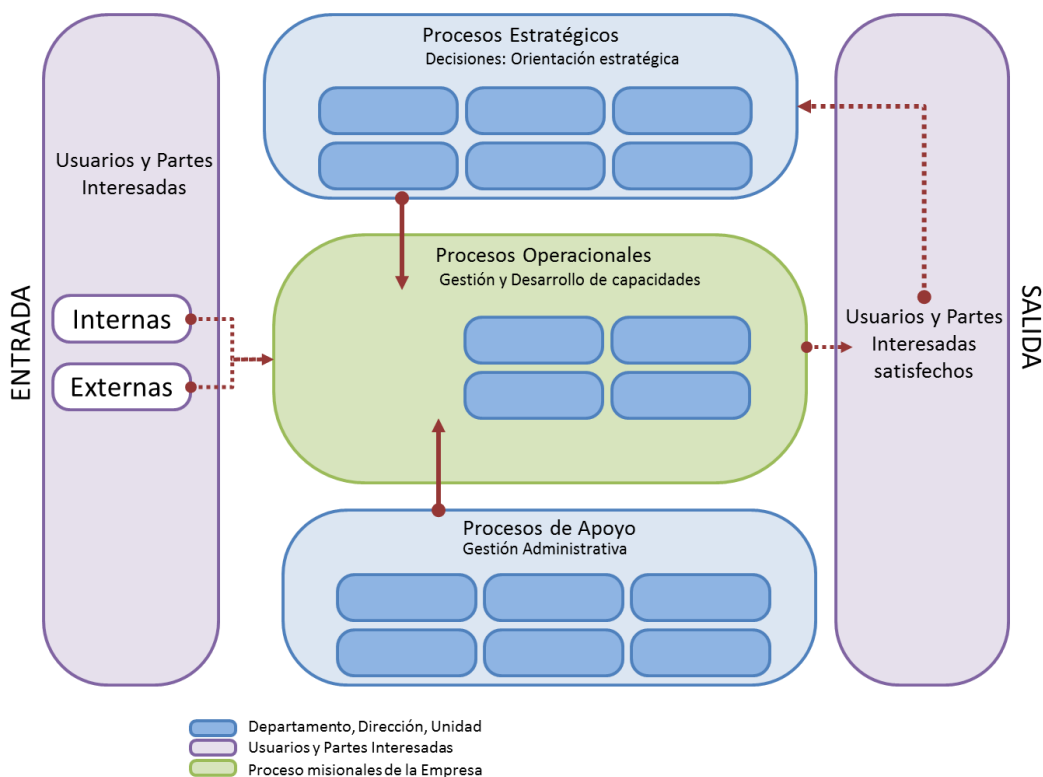 Procesos Estratégicos
Decisiones: Orientación estratégica
Usuarios y Partes
Interesadas
Procesos Operacionales
Gestión y Desarrollo de capacidades
ENTRADA
Internas
Externas
Usuarios y Partes
Interesadas
satisfechos
SALIDA
Procesos de Apoyo
Gestión Administrativa
Departamento, Dirección, Unidad
Usuarios y Partes Interesadas
Proceso misionales de la Empresa